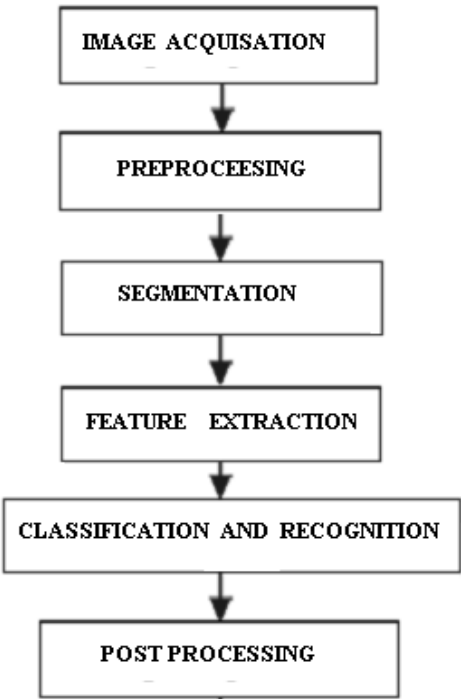 IMAGE ACQUISATION
PREPROCEESING
SEGMENTATION
FEATURE EXTRACTION
CLASSIFICATION AND RECOGNITION
POST PROCESSING